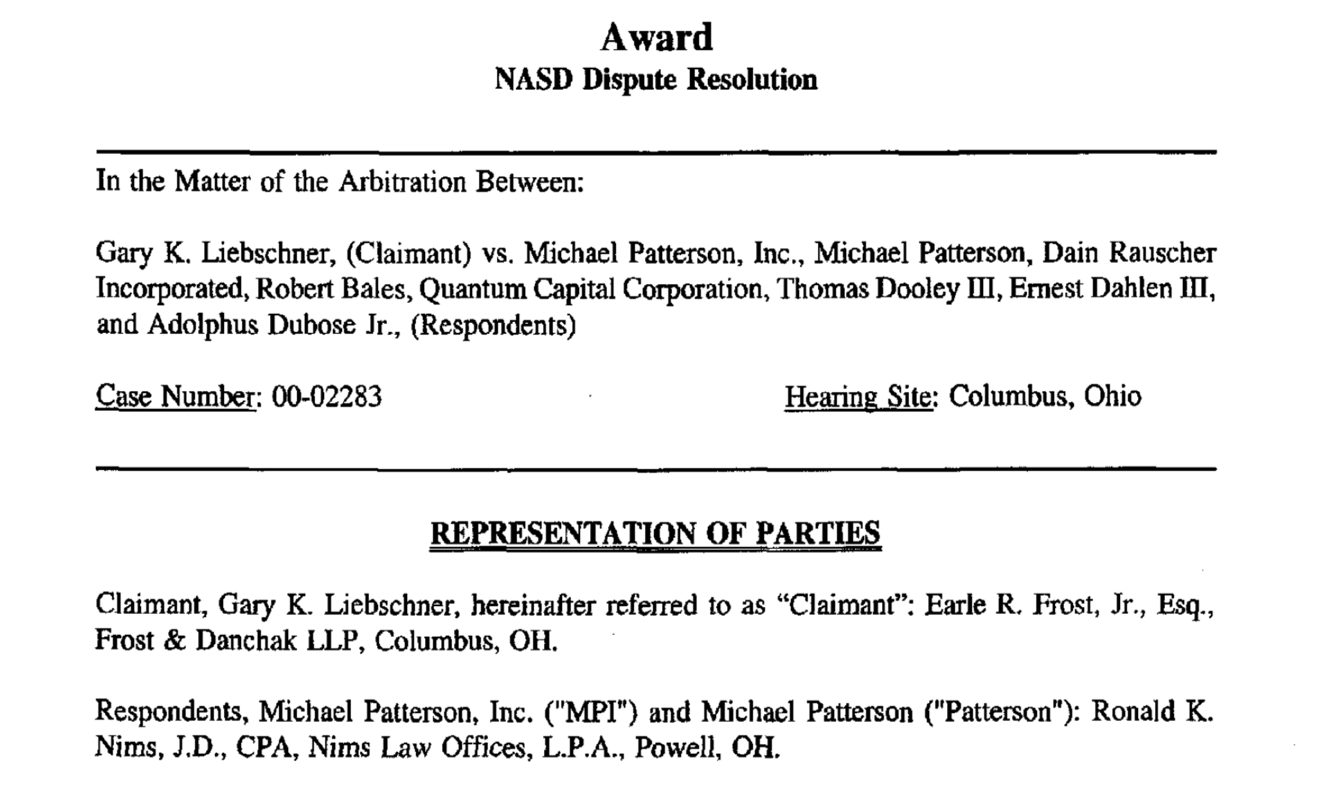 Award
NASD Dispute Resolution
In the Matter of the Arbitration Between:
Gary K. Liebschner, (Claimant) vs. Michael Patterson, Inc., Michael Patterson, Dain Rauscher
Incorporated, Robert Bales, Quantum Capital Corporation, Thomas Dooley III, Ernest Dahlen III,
and Adolphus Dubose Jr., (Respondents)
Case Number: 00-02283 Hearing Site: Columbus, Ohio
REPRESENTATION OF PARTIES
Claimant, Gary K. Liebschner, hereinafter referred to as “Claimant”: Earle R. Frost, Jr., Esq.,
Frost & Danchak LLP, Columbus, OH.
Respondents, Michael Patterson, Inc. ("MPI") and Michael Patterson ("Patterson"): Ronald K.
Nims, J.D., CPA, Nims Law Offices, L.P.A., Powell, OH.